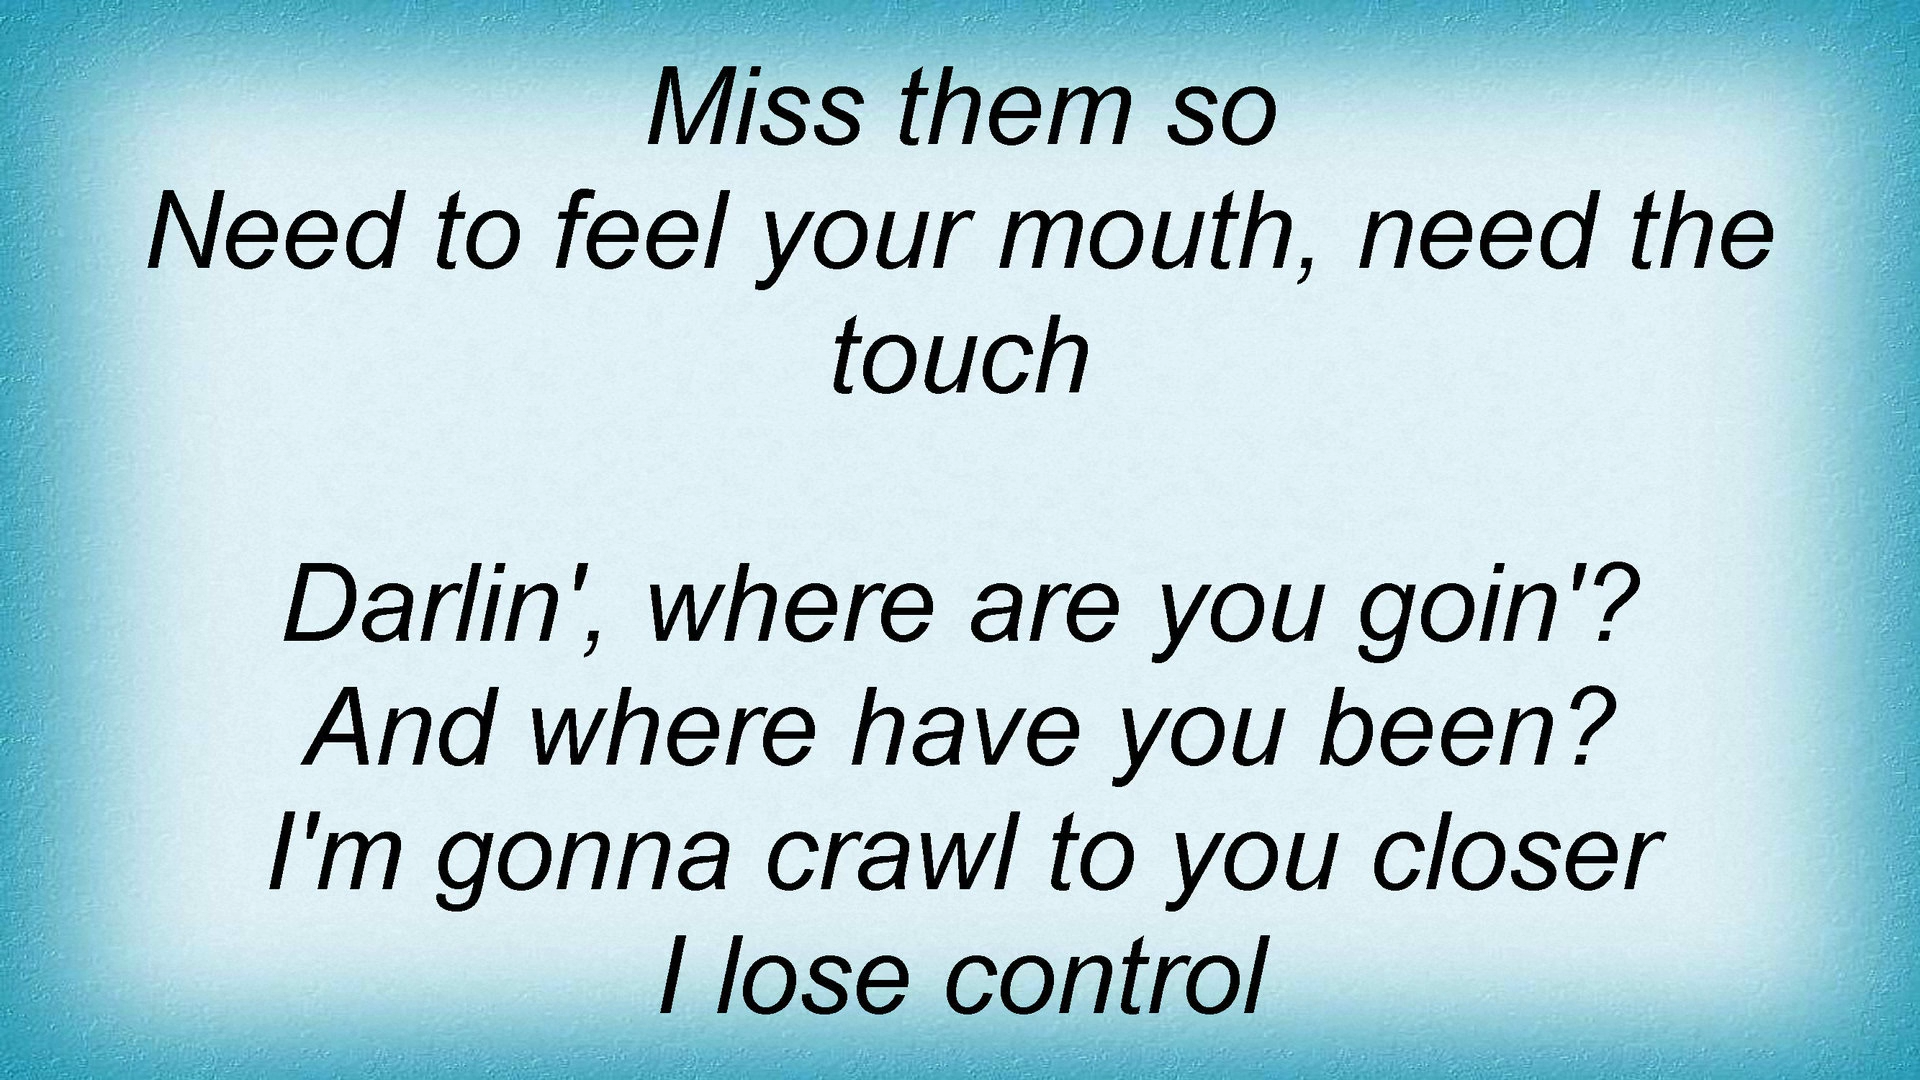 Miss them so
Need to feel your mouth, need the
touch
Darlin', where are you goin'?
And where have you been?
I'm gonna crawl to you closer
I lose control